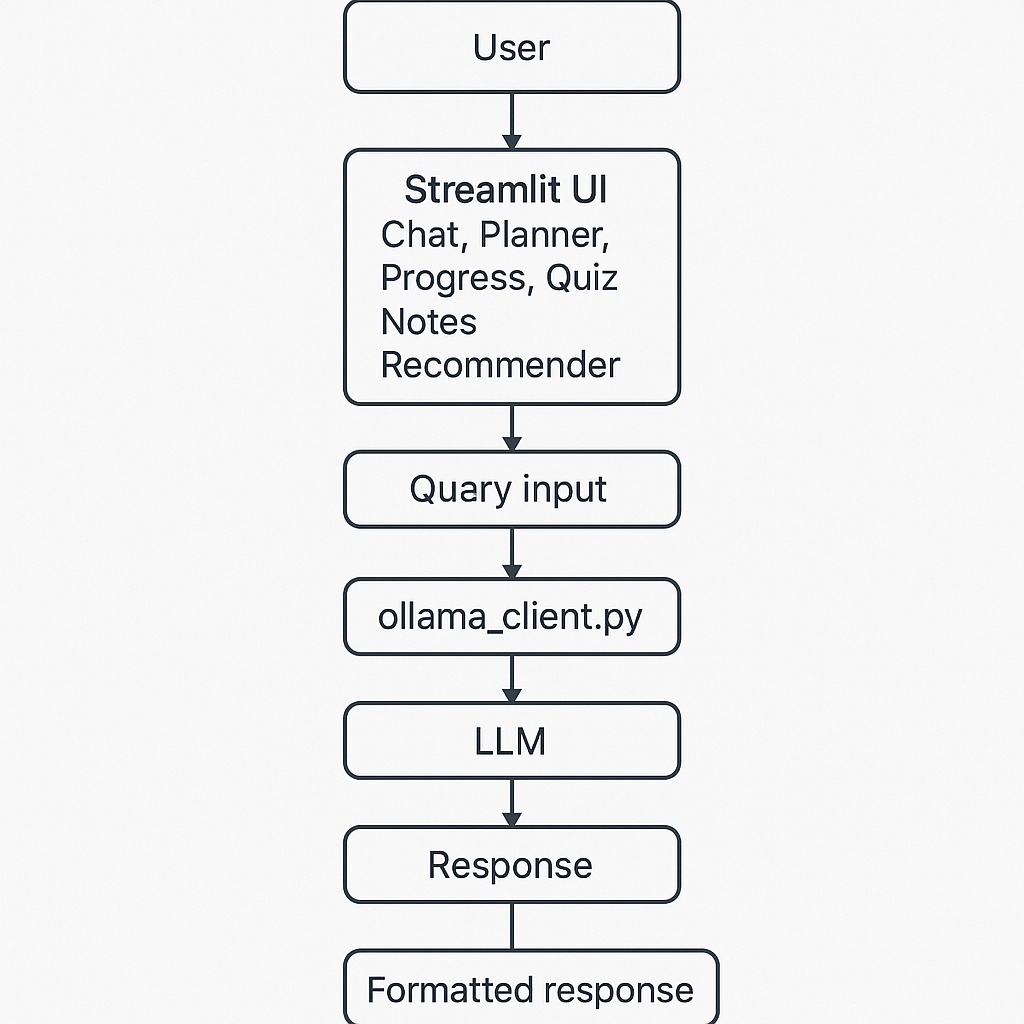 User
Streamlit UI
Chat, Planner,
Progress, Quiz
Notes
Recommender
Quary input
ollama_client.py
LLM
Response
Formatted response